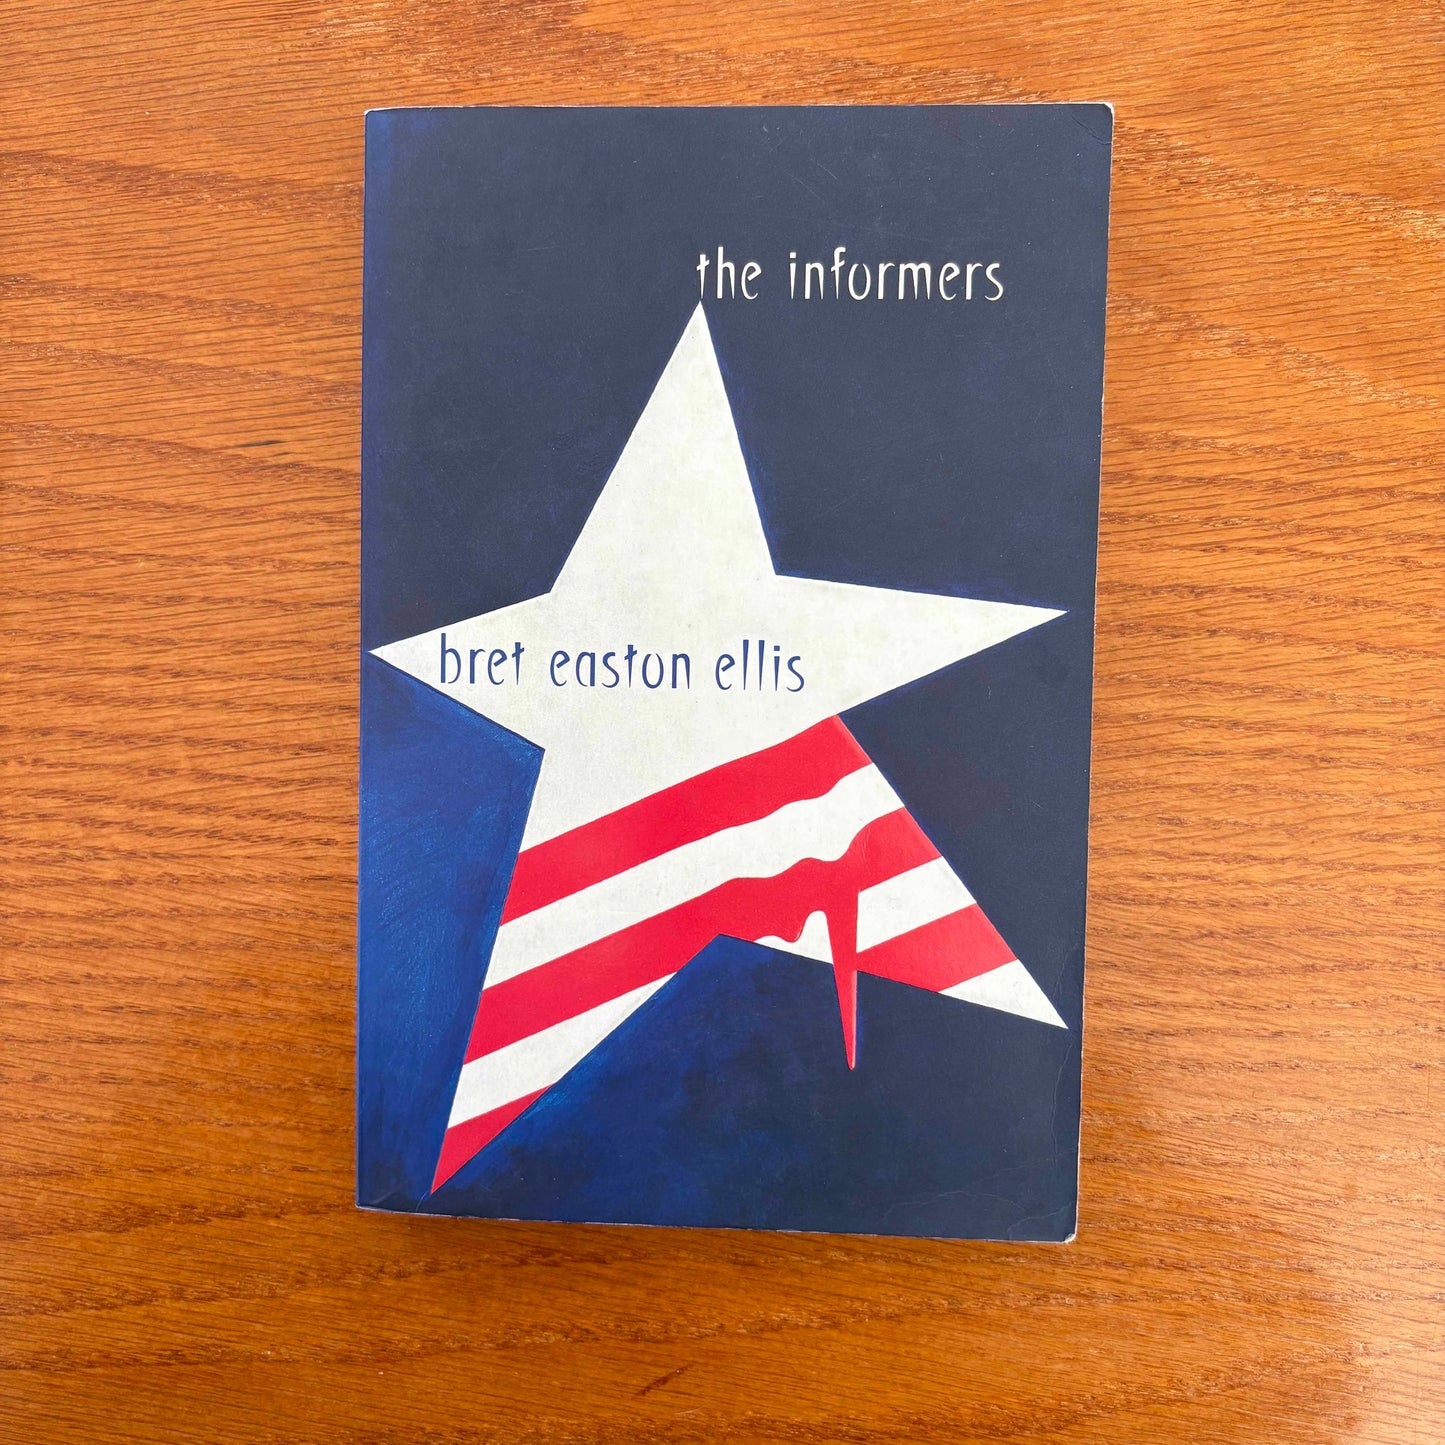 the informers
bret easton ellis